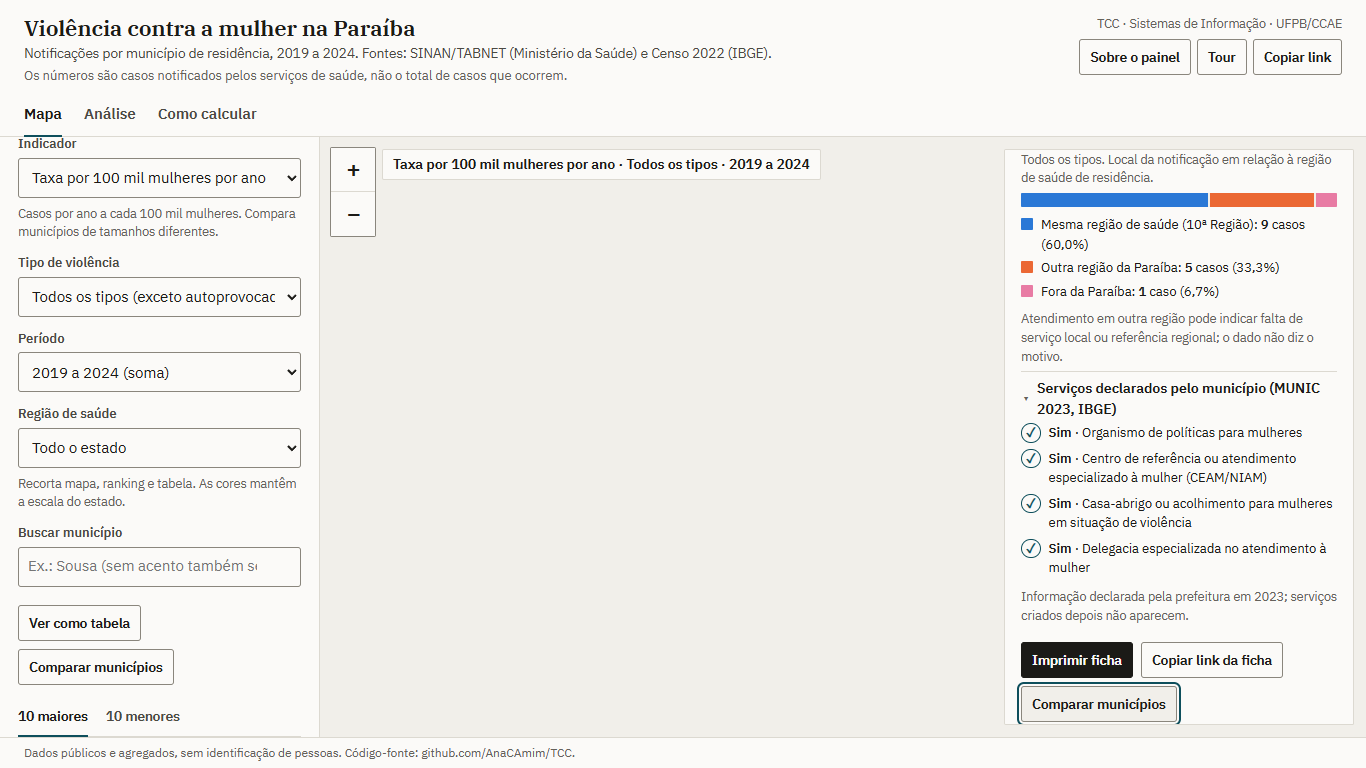 Violência contra a mulher na Paraíba
Notificações por município de residência, 2019 a 2024. Fontes: SINAN/TABNET (Ministério da Saúde) e Censo 2022 (IBGE).
Os números são casos notificados pelos serviços de saúde, não o total de casos que ocorrem.
TCC · Sistemas de Informação · UFPB/CCAE
Sobre o painel
Tour
Copiar link
Mapa
Análise
Como calcular
Indicador
Taxa por 100 mil mulheres por ano
Casos por ano a cada 100 mil mulheres. Compara
municípios de tamanhos diferentes.
Tipo de violência
Todos os tipos (exceto autoprovocac
Período
2019 a 2024 (soma)
Região de saúde
Todo o estado
Recorta mapa, ranking e tabela. As cores mantêm
a escala do estado.
Buscar município
Ex.: Sousa (sem acento também se
Ver como tabela
Comparar municípios
10 maiores
10 menores
+
−
Taxa por 100 mil mulheres por ano · Todos os tipos · 2019 a 2024
Todos os tipos. Local da notificação em relação à região
de saúde de residência.
Mesma região de saúde (10ª Região): 9 casos
(60,0%)
Outra região da Paraíba: 5 casos (33,3%)
Fora da Paraíba: 1 caso (6,7%)
Atendimento em outra região pode indicar falta de
serviço local ou referência regional; o dado não diz o
motivo.
Serviços declarados pelo município (MUNIC
2023, IBGE)
Sim · Organismo de políticas para mulheres
Sim · Centro de referência ou atendimento
especializado à mulher (CEAM/NIAM)
Sim · Casa-abrigo ou acolhimento para mulheres
em situação de violência
Sim · Delegacia especializada no atendimento à
mulher
Informação declarada pela prefeitura em 2023; serviços
criados depois não aparecem.
Imprimir ficha
Copiar link da ficha
Comparar municípios
Dados públicos e agregados, sem identificação de pessoas. Código-fonte: github.com/AnaCAmim/TCC.